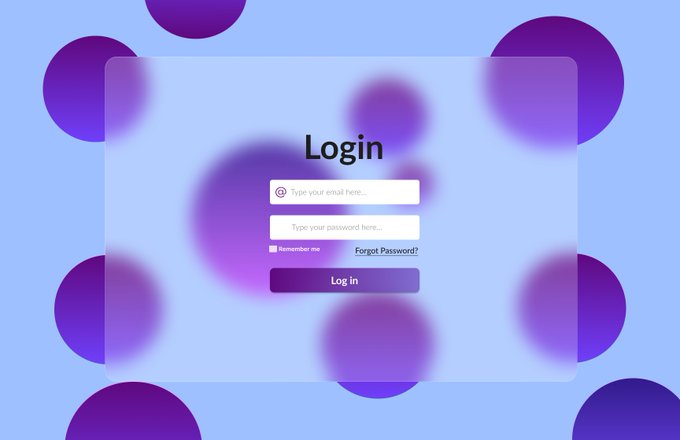 Login
@ Type your email here...
Type your password here...
Remember me
Forgot Password?
Log in